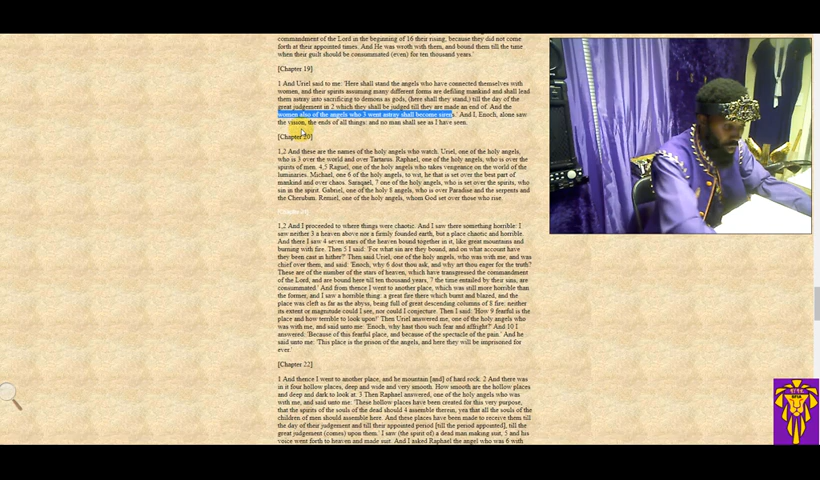 commandment of the Lord in the beginning of 16 their rising, because they did not come
forth at their appointed times. And He was wroth with them, and bound them till the time
when their guilt should be consummated (even) for ten thousand years.'
[Chapter 19]
1 And Uriel said to me: 'Here shall stand the angels who have connected themselves with
women, and their spirits assuming many different forms are defiling mankind and shall lead
them astray into sacrificing to demons as gods, (here shall they stand,) till the day of the
great judgement in 2 which they shall be judged till they are made an end of. And the
women also of the angels who 3 went astray shall become sirens.' And I, Enoch, alone saw
the vision, the ends of all things: and no man shall see as I have seen.
[Chapter 20]
1,2 And these are the names of the holy angels who watch. Uriel, one of the holy angels,
who is 3 over the world and over Tartarus. Raphael, one of the holy angels, who is over the
spirits of men. 4,5 Raguel, one of the holy angels who takes vengeance on the world of the
luminaries. Michael, one 6 of the holy angels, to wit, he that is set over the best part of
mankind and over chaos. Saraqael, 7 one of the holy angels, who is set over the spirits, who
sin in the spirit. Gabriel, one of the holy 8 angels, who is over Paradise and the serpents and
the Cherubim. Remiel, one of the holy angels, whom God set over those who rise.
1,2 And I proceeded to where things were chaotic. And I saw there something horrible: I
saw neither 3 a heaven above nor a firmly founded earth, but a place chaotic and horrible.
And there I saw 4 seven stars of the heaven bound together in it, like great mountains and
burning with fire. Then 5 I said: 'For what sin are they bound, and on what account have
they been cast in hither?' Then said Uriel, one of the holy angels, who was with me, and was
chief over them, and said: 'Enoch, why 6 dost thou ask, and why art thou eager for the truth?
These are of the number of the stars of heaven, which have transgressed the commandment
of the Lord, and are bound here till ten thousand years, 7 the time entailed by their sins, are
consummated.' And from thence I went to another place, which was still more horrible than
the former, and I saw a horrible thing: a great fire there which burnt and blazed, and the
place was cleft as far as the abyss, being full of great descending columns of 8 fire: neither
its extent or magnitude could I see, nor could I conjecture. Then I said: 'How 9 fearful is the
place and how terrible to look upon!' Then Uriel answered me, one of the holy angels who
was with me, and said unto me: 'Enoch, why hast thou such fear and affright?' And 10 I
answered: 'Because of this fearful place, and because of the spectacle of the pain.' And he
said unto me: 'This place is the prison of the angels, and here they will be imprisoned for
ever.'
[Chapter 22]
1 And thence I went to another place, and he mountain [and] of hard rock. 2 And there was
in it four hollow places, deep and wide and very smooth. How smooth are the hollow places
and deep and dark to look at. 3 Then Raphael answered, one of the holy angels who was
with me, and said unto me: 'These hollow places have been created for this very purpose,
that the spirits of the souls of the dead should 4 assemble therein, yea that all the souls of the
children of men should assemble here. And these places have been made to receive them till
the day of their judgement and till their appointed period [till the period appointed], till
the great judgement (comes) upon them.' I saw (the spirit of) a dead man making suit, 5 and his
voice went forth to heaven and made suit. And I asked Raphael the angel who was 6 with